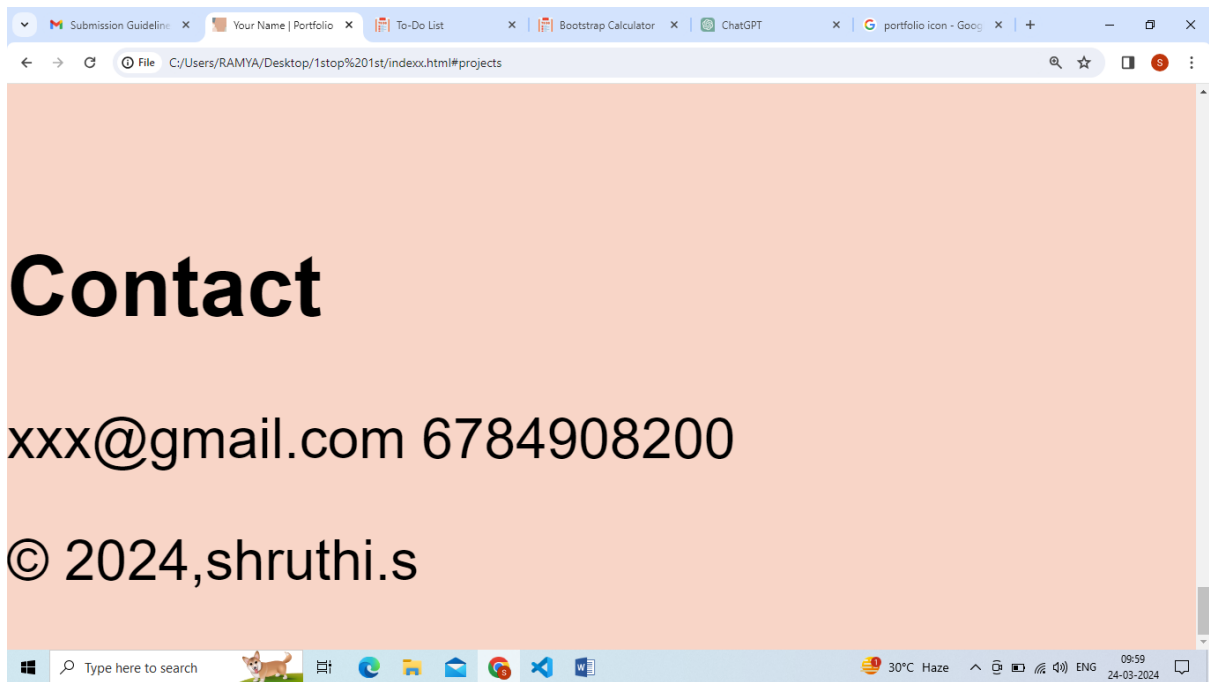 Submission Guideline
Your Name | Portfolio
To-Do List
Bootstrap Calculator
ChatGPT
portfolio icon - Goog
File C:/Users/RAMYA/Desktop/1stop%201st/indexx.html#projects
S
Contact
xxx@gmail.com 6784908200
© 2024,shruthi.s
Type here to search
30°C Haze
ENG
09:59
24-03-2024